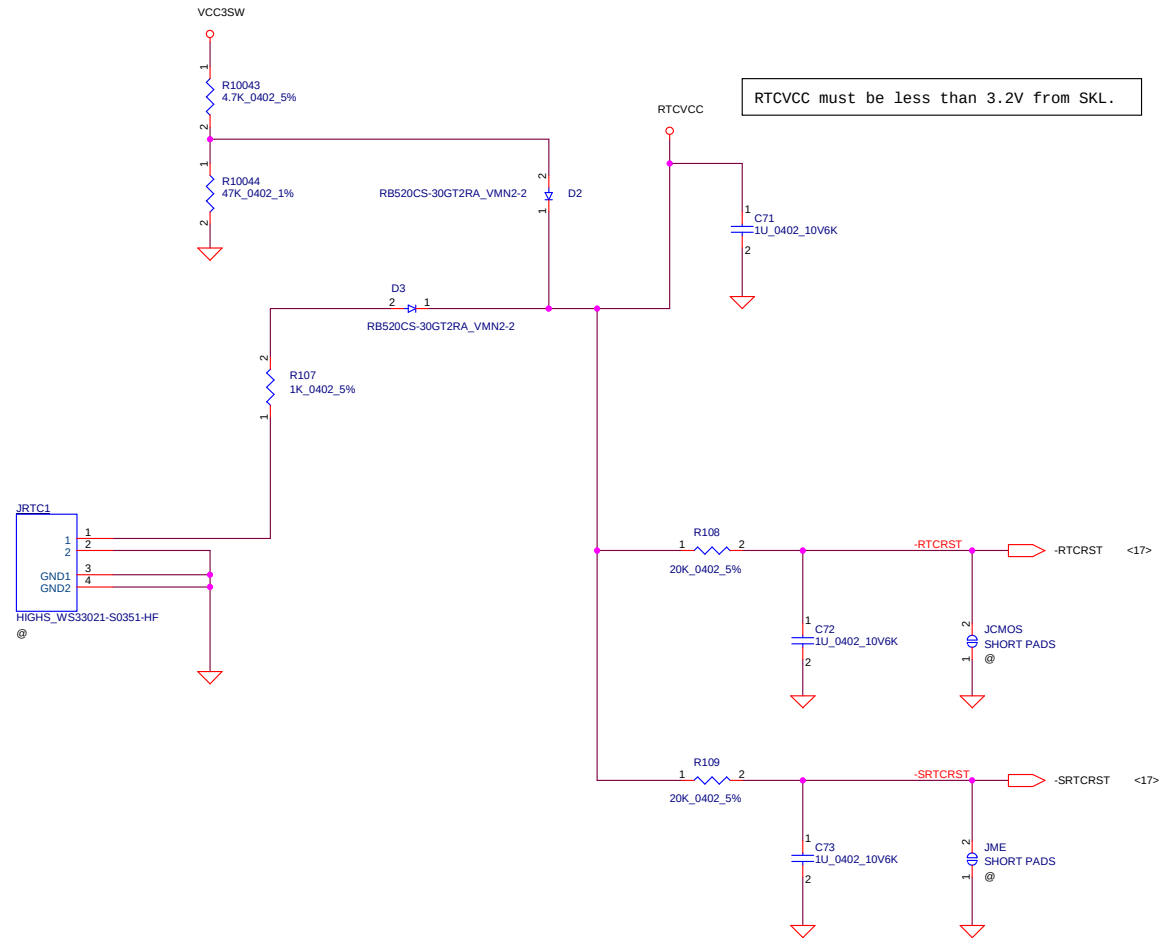 VCC3SW
1
R10043
4.7K_0402_5%
2
RTCVCC must be less than 3.2V from SKL.
RTCVCC
1
R10044
47K_0402_1%
2
RB520CS-30GT2RA_VMN2-2
2
D2
1
1
C71
1U_0402_10V6K
2
D3
2
1
RB520CS-30GT2RA_VMN2-2
2
R107
1K_0402_5%
1
JRTC1
1
1
2
2
GND1
3
GND2
4
HIGHS_WS33021-S0351-HF
@
R108
1
2
20K_0402_5%
-RTCRST
-RTCRST
<17>
1
C72
1U_0402_10V6K
2
2
JCMOS
SHORT PADS
1
@
R109
1
2
20K_0402_5%
-SRTCRST
-SRTCRST
<17>
1
C73
1U_0402_10V6K
2
2
JME
SHORT PADS
1
@